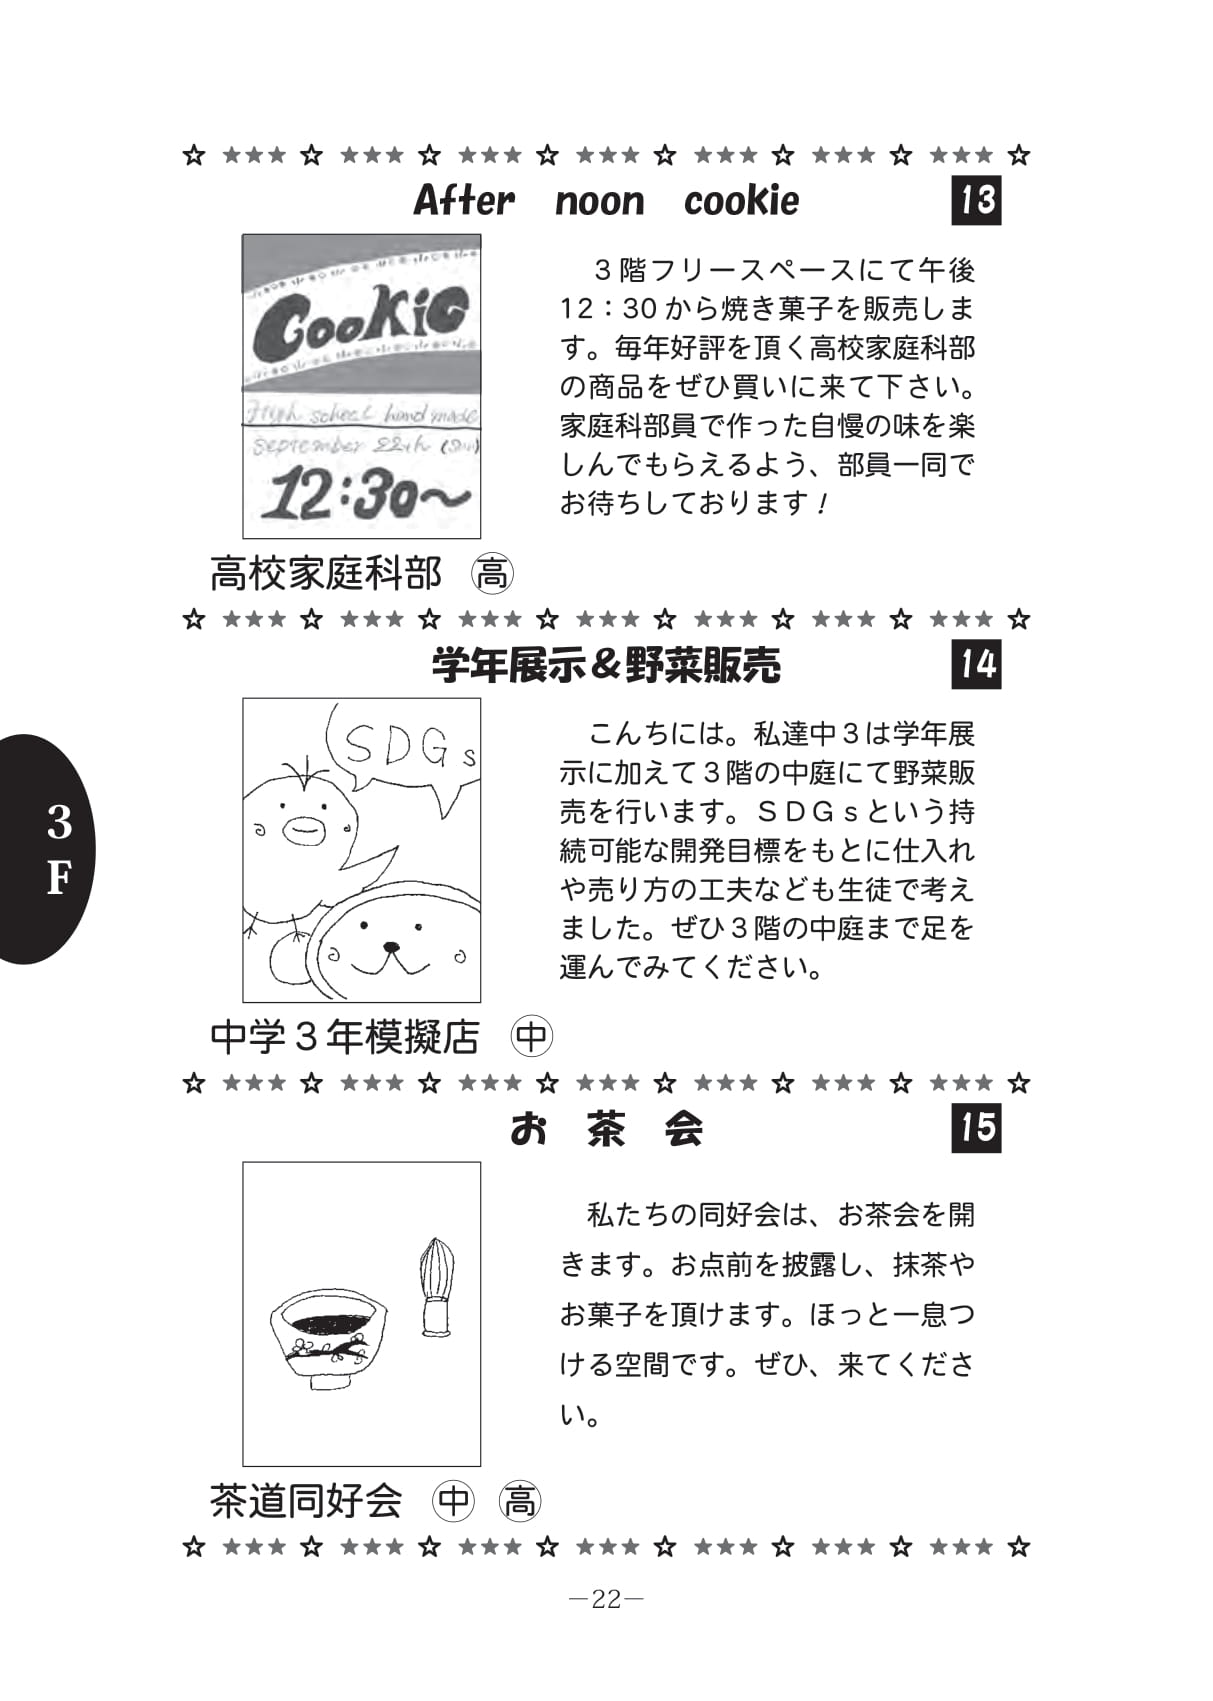 After noon cookie
13
Cookie
High school hand made
September 22th (Sun)
12:30〜
３階フリースペースにて午後
12：30から焼き菓子を販売しま
す。毎年好評を頂く高校家庭科部
の商品をぜひ買いに来て下さい。
家庭科部員で作った自慢の味を楽
しんでもらえるよう、部員一同で
お待ちしております！
高校家庭科部 ㊤高
学年展示＆野菜販売
14
SDGs
こんちには。私達中３は学年展
示に加えて３階の中庭にて野菜販
売を行います。ＳＤＧｓという持
続可能な開発目標をもとに仕入れ
や売り方の工夫なども生徒で考え
ました。ぜひ３階の中庭まで足を
運んでみてください。
中学３年模擬店 中
3F
お 茶 会
15
私たちの同好会は、お茶会を開
きます。お点前を披露し、抹茶や
お菓子を頂けます。ほっと一息つ
ける空間です。ぜひ、来てくださ
い。
茶道同好会 中 高
—22—